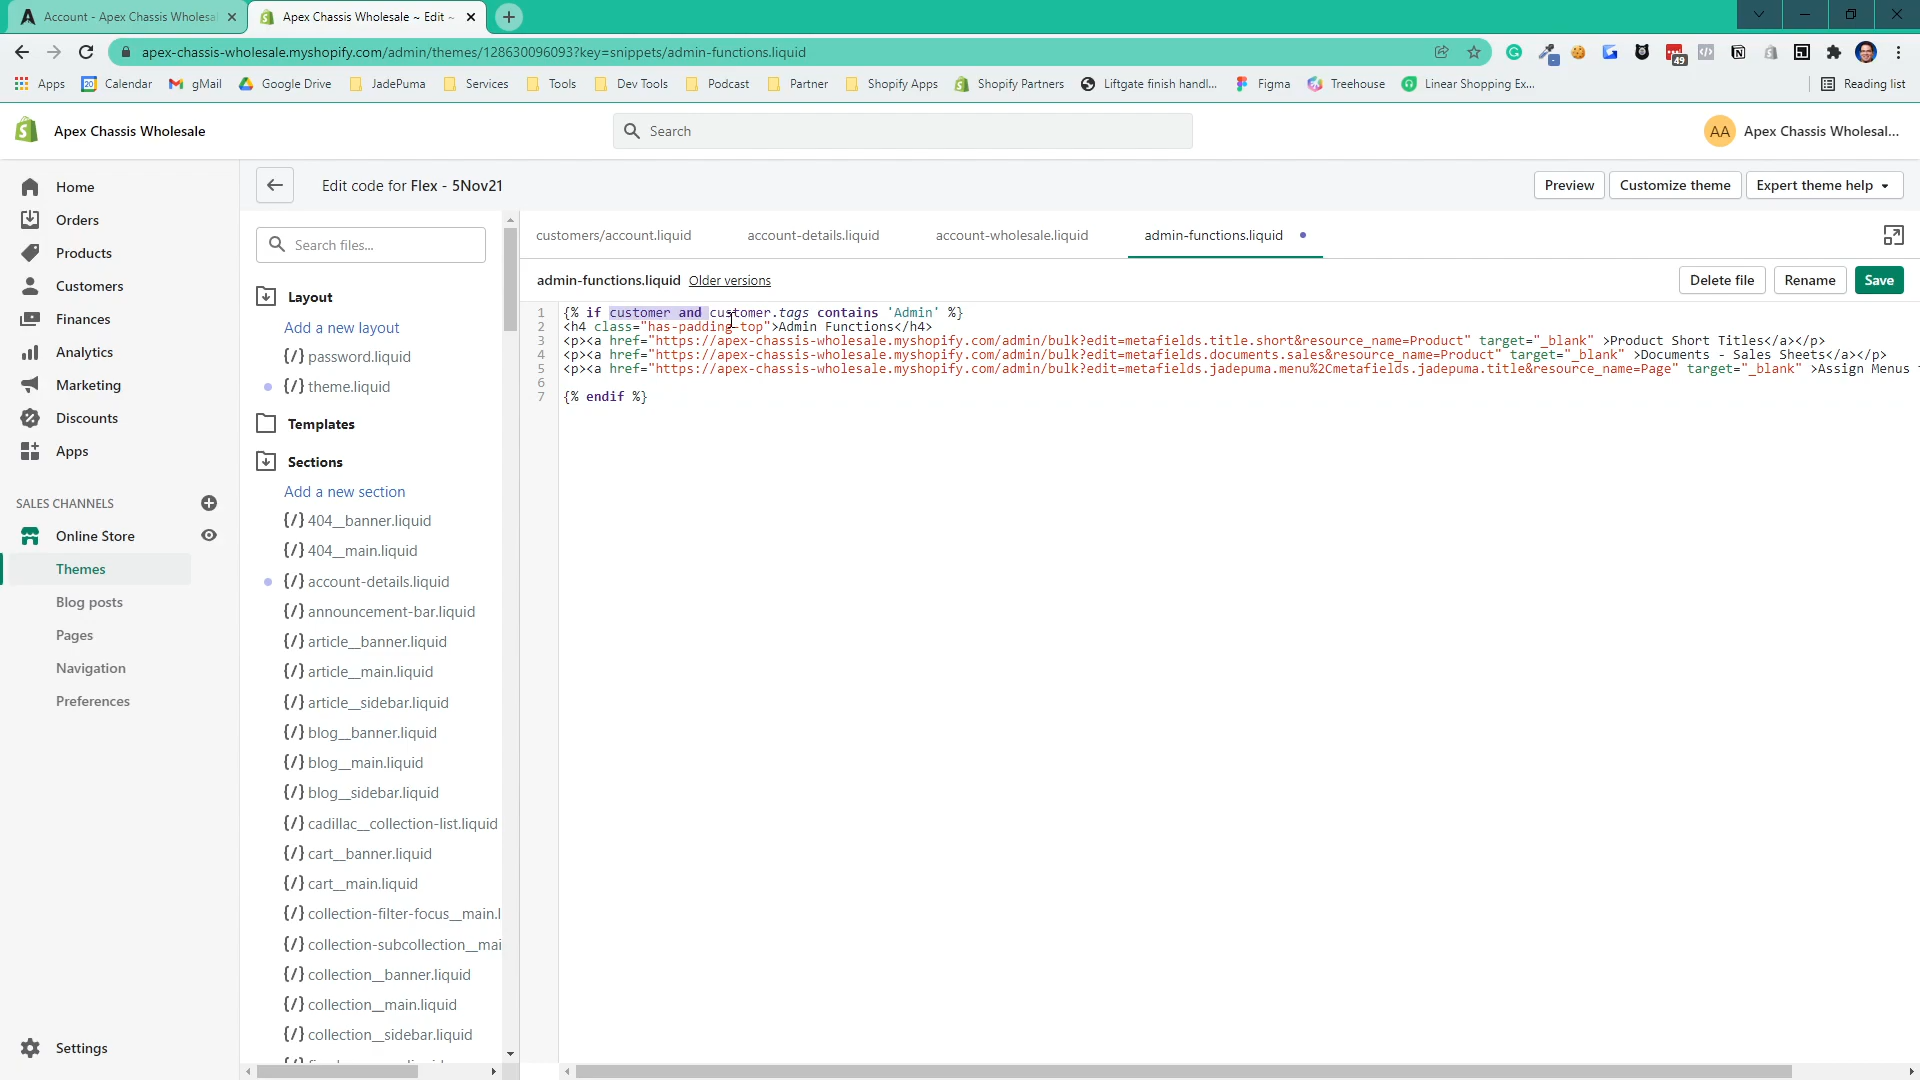 Account - Apex Chassis Wholesal
Apex Chassis Wholesale ~ Edit ~
apex-chassis-wholesale.myshopify.com/admin/themes/128630096093?key=snippets/admin-functions.liquid
49
Apps
20
Calendar
gMail
Google Drive
JadePuma
Services
Tools
Dev Tools
Podcast
Partner
Shopify Apps
Shopify Partners
Liftgate finish handl...
Figma
Treehouse
Linear Shopping Ex...
Reading list
Apex Chassis Wholesale
Search
AA
Apex Chassis Wholesal...
Home
Orders
Products
Customers
Finances
Analytics
Marketing
Discounts
Apps
SALES CHANNELS
Online Store
Themes
Blog posts
Pages
Navigation
Preferences
Settings
Edit code for Flex - 5Nov21
Preview
Customize theme
Expert theme help
Search files...
Layout
Add a new layout
{/} password.liquid
{/} theme.liquid
Templates
Sections
Add a new section
{/} 404__banner.liquid
{/} 404__main.liquid
{/} account-details.liquid
{/} announcement-bar.liquid
{/} article__banner.liquid
{/} article__main.liquid
{/} article__sidebar.liquid
{/} blog__banner.liquid
{/} blog__main.liquid
{/} blog__sidebar.liquid
{/} cadillac__collection-list.liquid
{/} cart__banner.liquid
{/} cart__main.liquid
{/} collection-filter-focus__main.l
{/} collection-subcollection__mai
{/} collection__banner.liquid
{/} collection__main.liquid
{/} collection__sidebar.liquid
customers/account.liquid
account-details.liquid
account-wholesale.liquid
admin-functions.liquid
admin-functions.liquid Older versions
Delete file
Rename
Save
1 {% if customer and customer.tags contains 'Admin' %}
2 <h4 class="has-padding-top">Admin Functions</h4>
3 <p><a href="https://apex-chassis-wholesale.myshopify.com/admin/bulk?edit=metafields.title.short&resource_name=Product" target="_blank" >Product Short Titles</a></p>
4 <p><a href="https://apex-chassis-wholesale.myshopify.com/admin/bulk?edit=metafields.documents.sales&resource_name=Product" target="_blank" >Documents - Sales Sheets</a></p>
5 <p><a href="https://apex-chassis-wholesale.myshopify.com/admin/bulk?edit=metafields.jadepuma.menu%2Cmetafields.jadepuma.title&resource_name=Page" target="_blank" >Assign Menus
6
7 {% endif %}